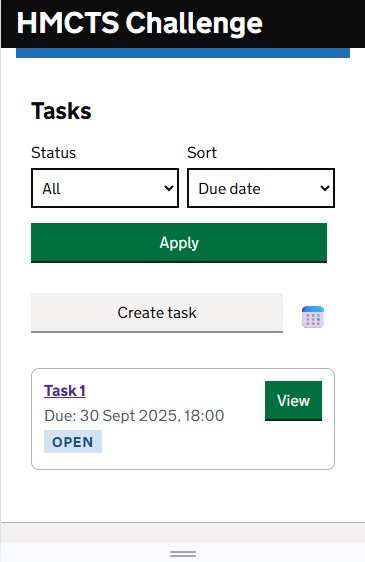 HMCTS Challenge
Tasks
Status Sort
All Due date
Apply
Create task
Task 1 View
Due: 30 Sept 2025, 18:00
OPEN